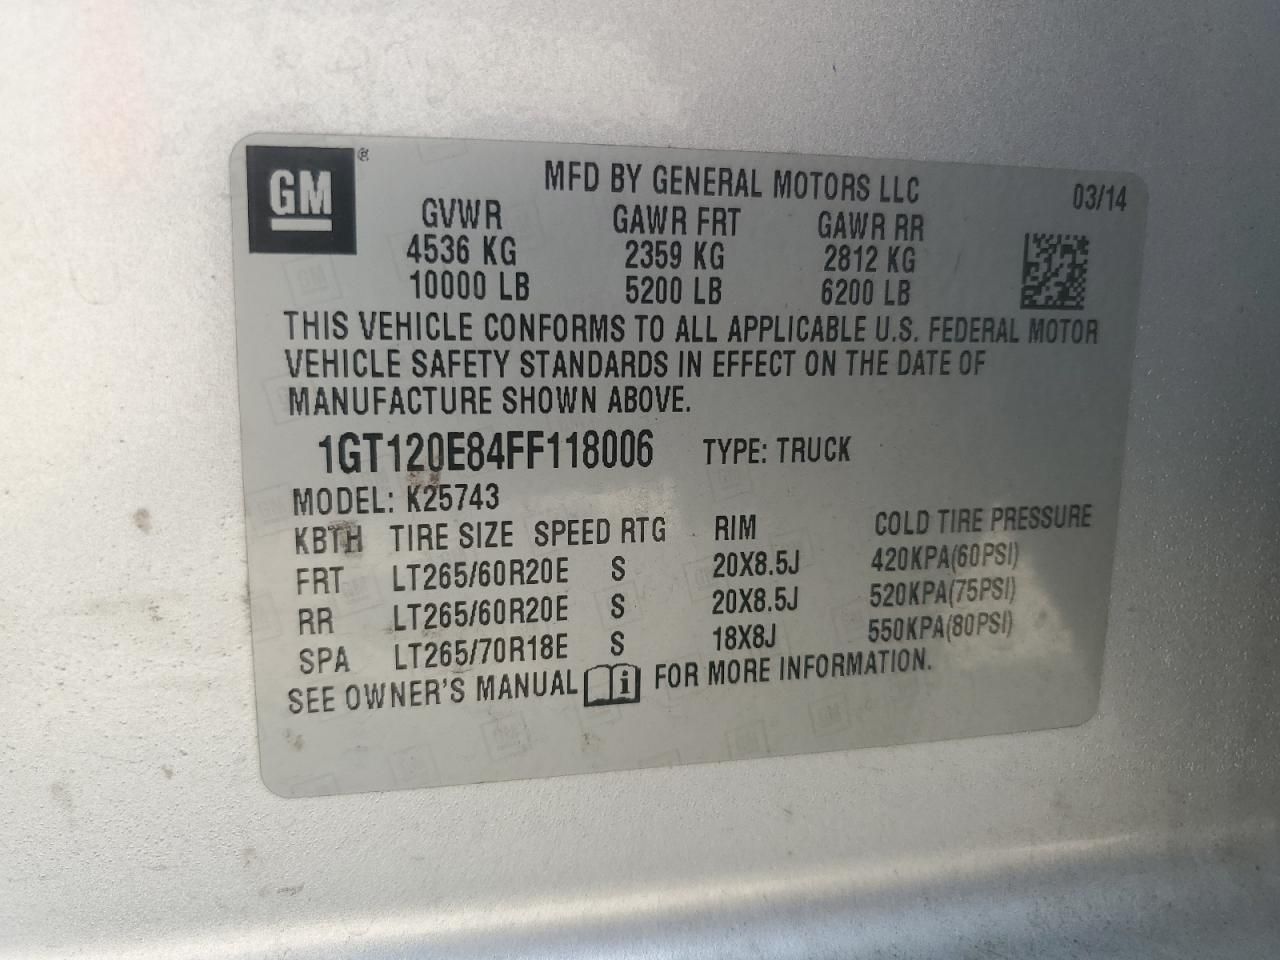 GM ®
MFD BY GENERAL MOTORS LLC 03/14
GVWR GAWR FRT GAWR RR
4536 KG 2359 KG 2812 KG
10000 LB 5200 LB 6200 LB
THIS VEHICLE CONFORMS TO ALL APPLICABLE U.S. FEDERAL MOTOR
VEHICLE SAFETY STANDARDS IN EFFECT ON THE DATE OF
MANUFACTURE SHOWN ABOVE.
1GT120E84FF118006 TYPE: TRUCK
MODEL: K25743
KBTH TIRE SIZE SPEED RTG RIM COLD TIRE PRESSURE
FRT LT265/60R20E S 20X8.5J 420KPA(60PSI)
RR LT265/60R20E S 20X8.5J 520KPA(75PSI)
SPA LT265/70R18E S 18X8J 550KPA(80PSI)
SEE OWNER'S MANUAL i FOR MORE INFORMATION.